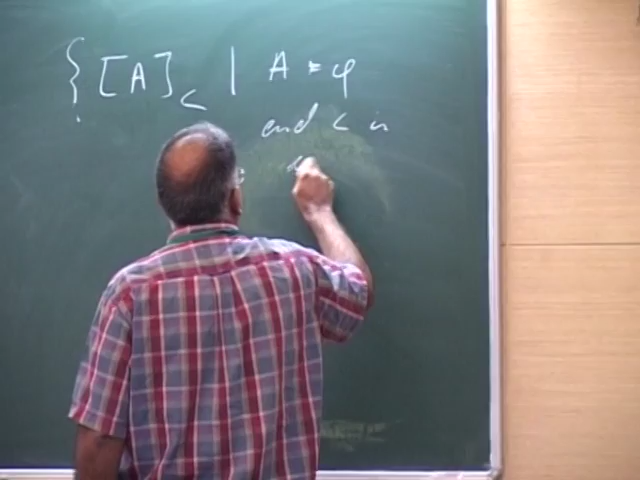 { [A]_< | A ⊨ φ
and < is
a